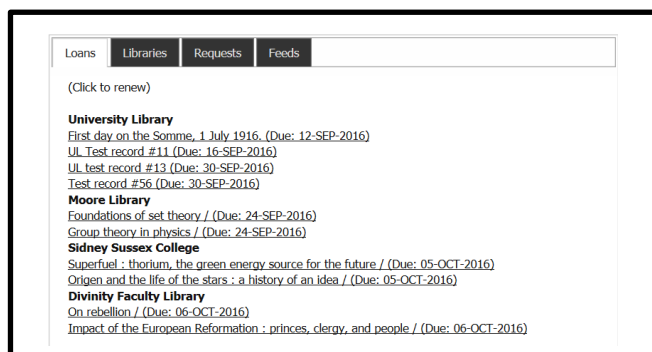 Loans Libraries Requests Feeds
(Click to renew)
University Library
First day on the Somme, 1 July 1916. (Due: 12-SEP-2016)
UL Test record #11 (Due: 16-SEP-2016)
UL test record #13 (Due: 30-SEP-2016)
Test record #56 (Due: 30-SEP-2016)
Moore Library
Foundations of set theory / (Due: 24-SEP-2016)
Group theory in physics / (Due: 24-SEP-2016)
Sidney Sussex College
Superfuel : thorium, the green energy source for the future / (Due: 05-OCT-2016)
Origen and the life of the stars : a history of an idea / (Due: 05-OCT-2016)
Divinity Faculty Library
On rebellion / (Due: 06-OCT-2016)
Impact of the European Reformation : princes, clergy, and people / (Due: 06-OCT-2016)